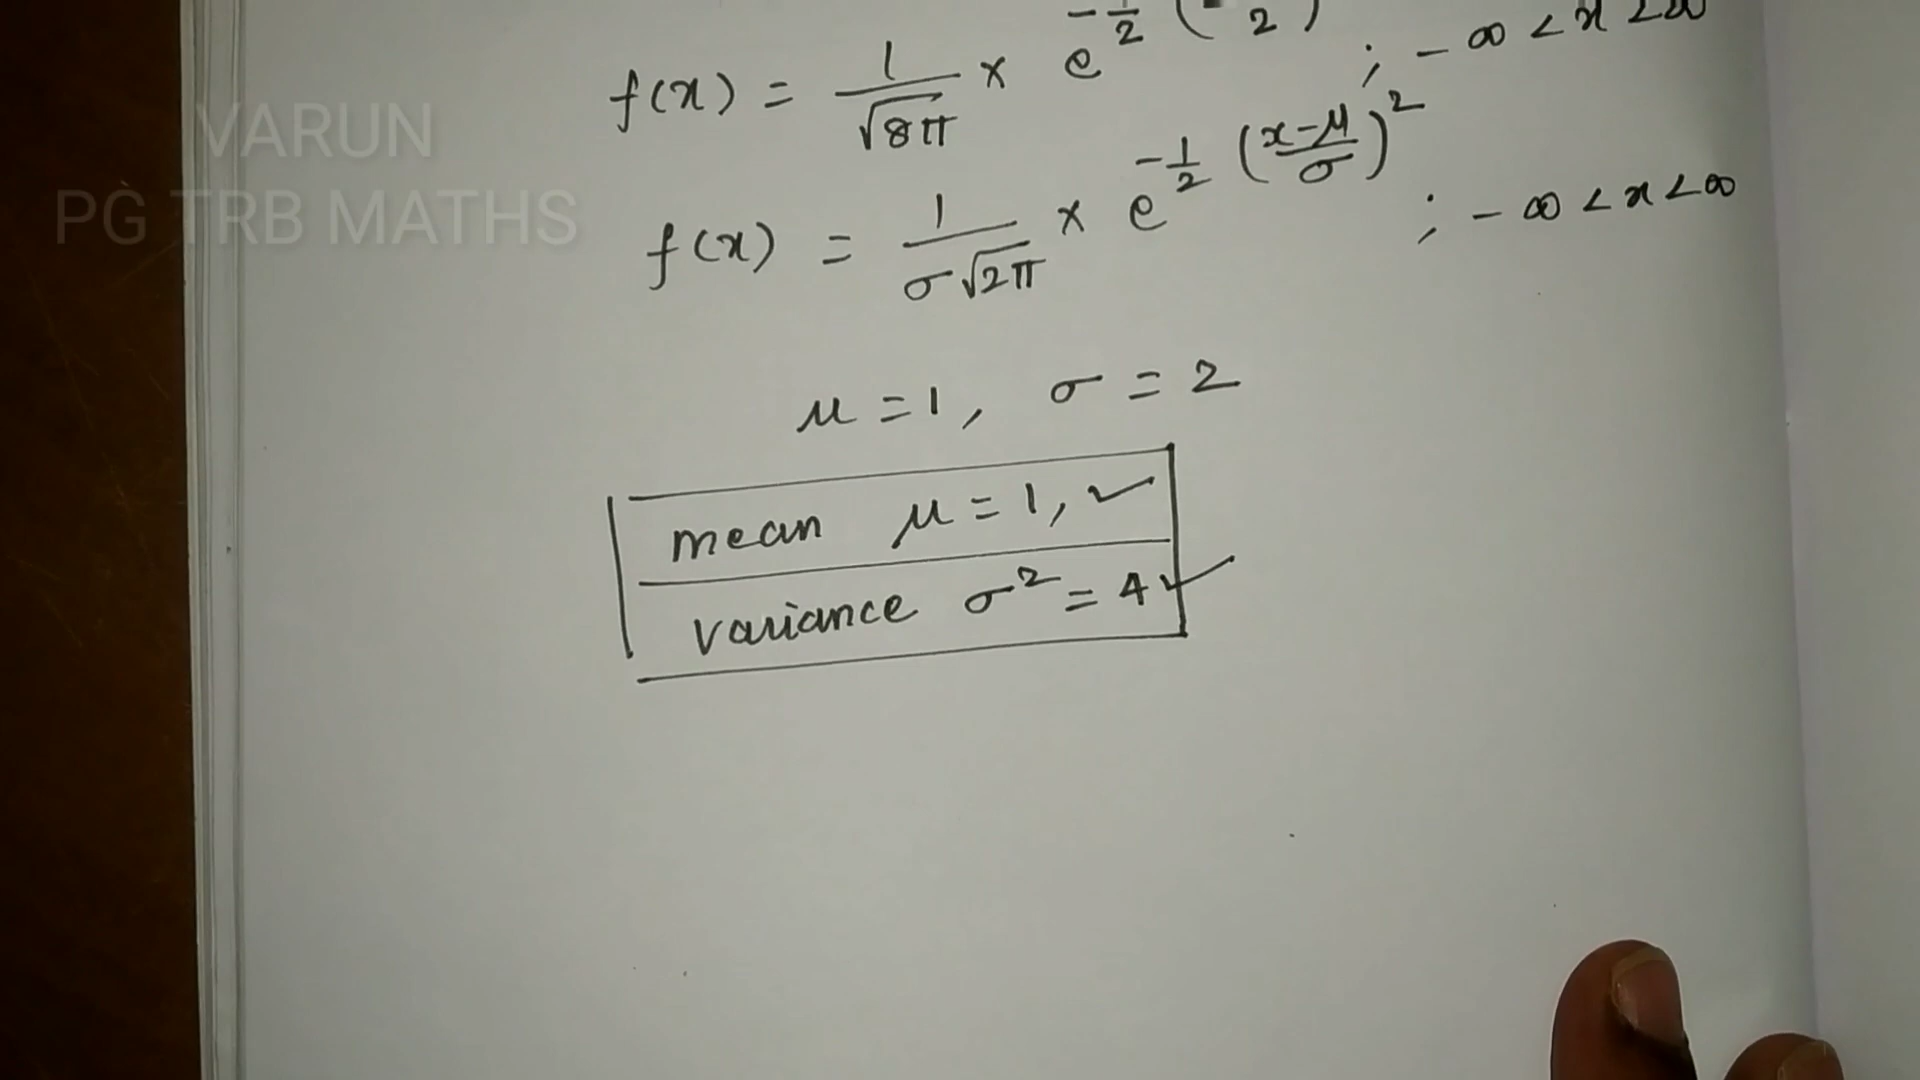 f(x) = 1/√8π × e^-1/2 ( 2 ) ; -∞ < x < ∞
f(x) = 1/σ√2π × e^-1/2 (x-μ/σ)^2 ; -∞ < x < ∞
μ = 1, σ = 2
mean μ = 1, ✓
variance σ^2 = 4 ✓
VARUN
PG TRB MATHS